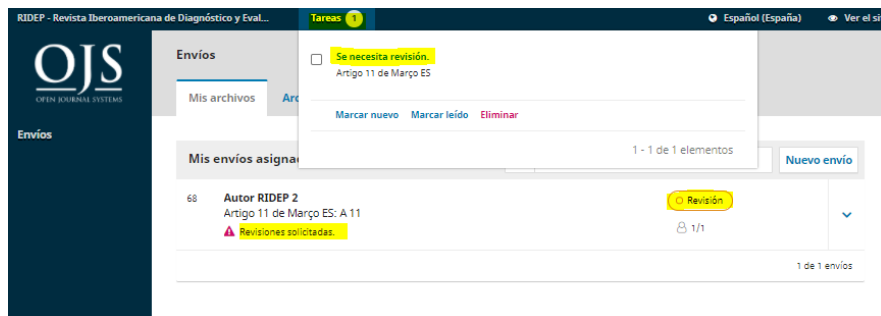 RIDEP - Revista Iberoamericana de Diagnóstico y Eval...
Tareas 1
Español (España)
Ver el si
OJS
OPEN JOURNAL SYSTEMS
Envíos
Envíos
Mis archivos
Arc
Se necesita revisión.
Artigo 11 de Março ES
Marcar nuevo Marcar leído Eliminar
1 - 1 de 1 elementos
Mis envíos asigna
Nuevo envío
68
Autor RIDEP 2
Artigo 11 de Março ES: A 11
Revisiones solicitadas.
Revisión
1/1
1 de 1 envíos